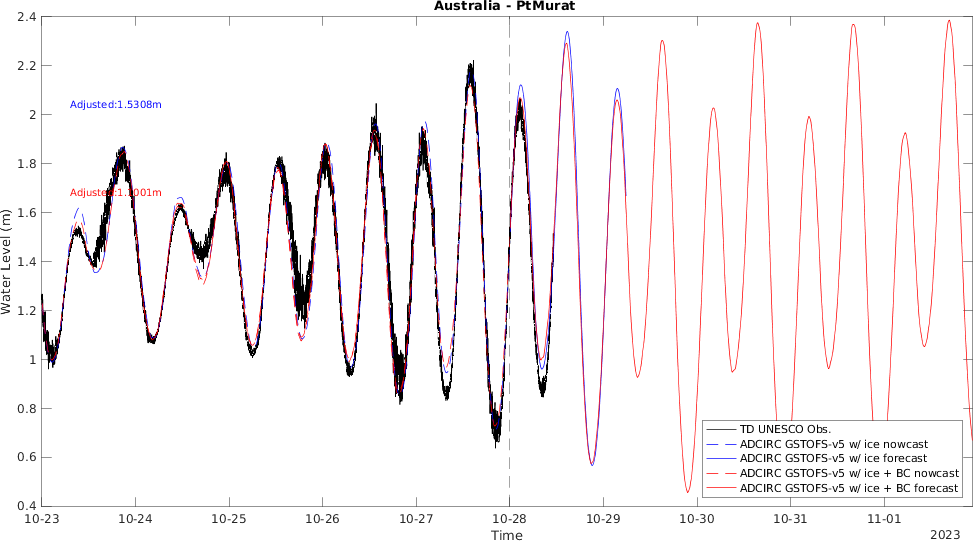 Australia - PtMurat
2.4
2.2
2
1.8
1.6
1.4
1.2
1
0.8
0.6
0.4
Water Level (m)
Adjusted:1.5308m
TD UNESCO Obs.
ADCIRC GSTOFS-v5 w/ ice nowcast
ADCIRC GSTOFS-v5 w/ ice forecast
ADCIRC GSTOFS-v5 w/ ice + BC nowcast
ADCIRC GSTOFS-v5 w/ ice + BC forecast
10-23 10-24 10-25 10-26 10-27 10-28 10-29 10-30 10-31 11-01
Time
2023